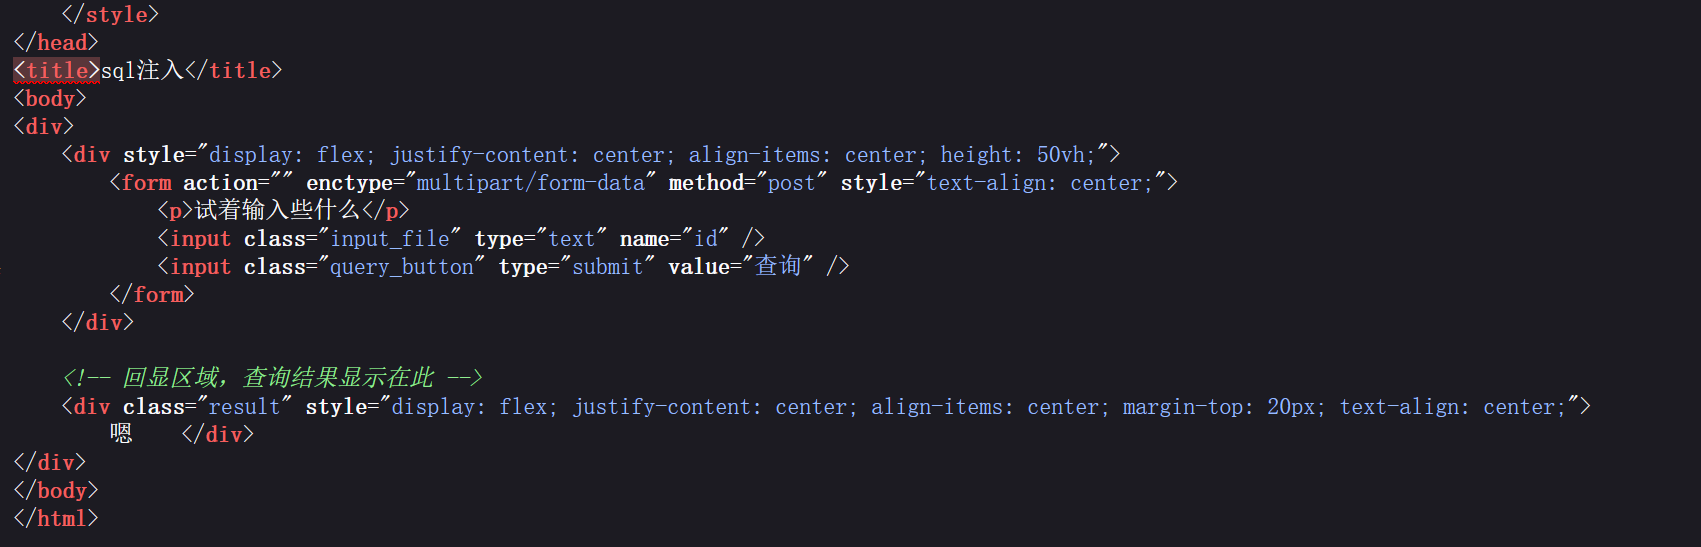 </style>
</head>
<title>sql注入</title>
<body>
<div>
<div style="display: flex; justify-content: center; align-items: center; height: 50vh;">
<form action="" enctype="multipart/form-data" method="post" style="text-align: center;">
<p>试着输入些什么</p>
<input class="input_file" type="text" name="id" />
<input class="query_button" type="submit" value="查询" />
</form>
</div>
<!-- 回显区域，查询结果显示在此 -->
<div class="result" style="display: flex; justify-content: center; align-items: center; margin-top: 20px; text-align: center;">
嗯    </div>
</div>
</body>
</html>